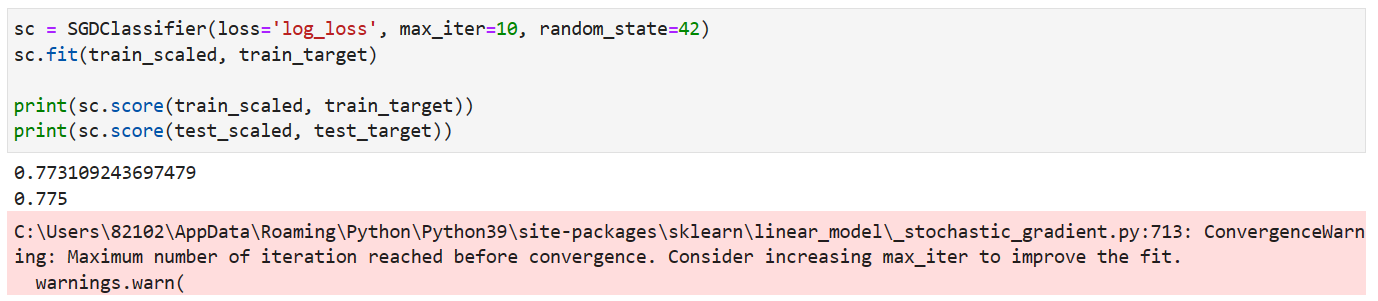 sc = SGDClassifier(loss='log_loss', max_iter=10, random_state=42)
sc.fit(train_scaled, train_target)
print(sc.score(train_scaled, train_target))
print(sc.score(test_scaled, test_target))
0.773109243697479
0.775
C:\Users\82102\AppData\Roaming\Python\Python39\site-packages\sklearn\linear_model\_stochastic_gradient.py:713: ConvergenceWarn
ing: Maximum number of iteration reached before convergence. Consider increasing max_iter to improve the fit.
  warnings.warn(